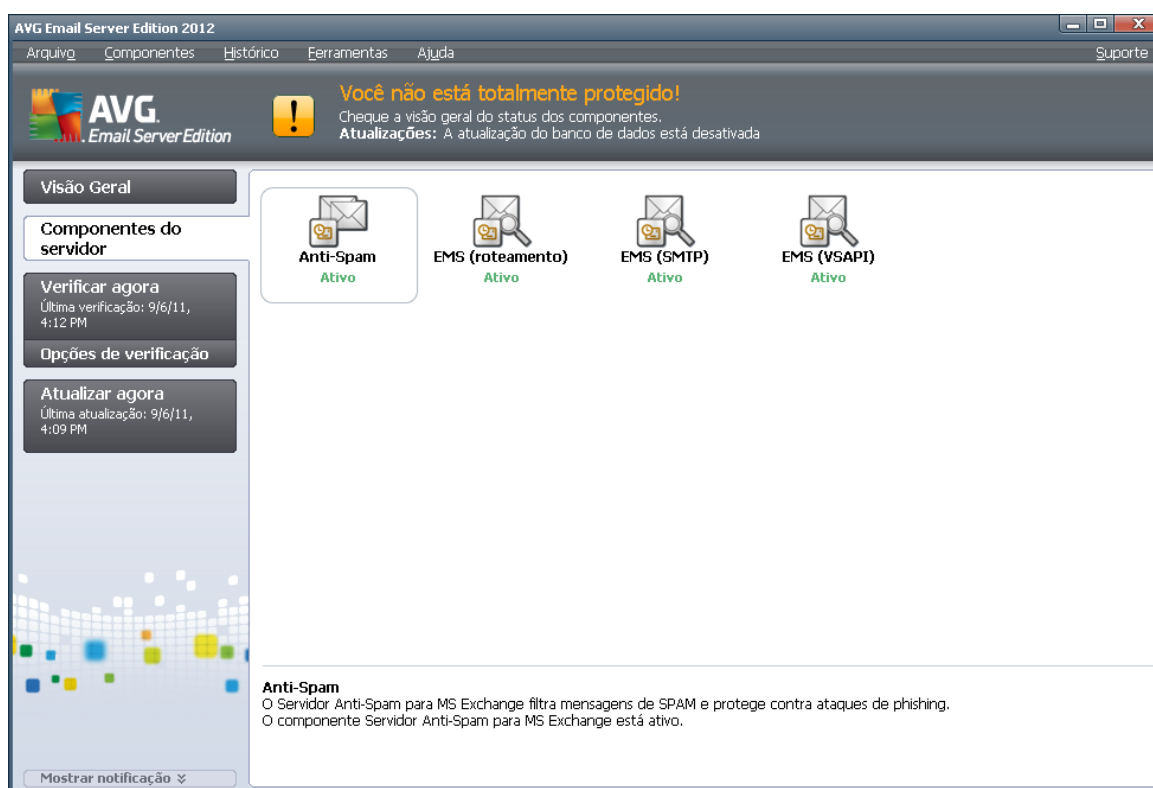 AVG Email Server Edition 2012
Arquivo Componentes Histórico Ferramentas Ajuda Suporte
AVG.
Email Server Edition
Você não está totalmente protegido!
Cheque a visão geral do status dos componentes.
Atualizações: A atualização do banco de dados está desativada
Visão Geral
Componentes do
servidor
Verificar agora
Última verificação: 9/6/11,
4:12 PM
Opções de verificação
Atualizar agora
Última atualização: 9/6/11,
4:09 PM
Mostrar notificação
Anti-Spam EMS (roteamento) EMS (SMTP) EMS (VSAPI)
Ativo Ativo Ativo Ativo
Anti-Spam
O Servidor Anti-Spam para MS Exchange filtra mensagens de SPAM e protege contra ataques de phishing.
O componente Servidor Anti-Spam para MS Exchange está ativo.